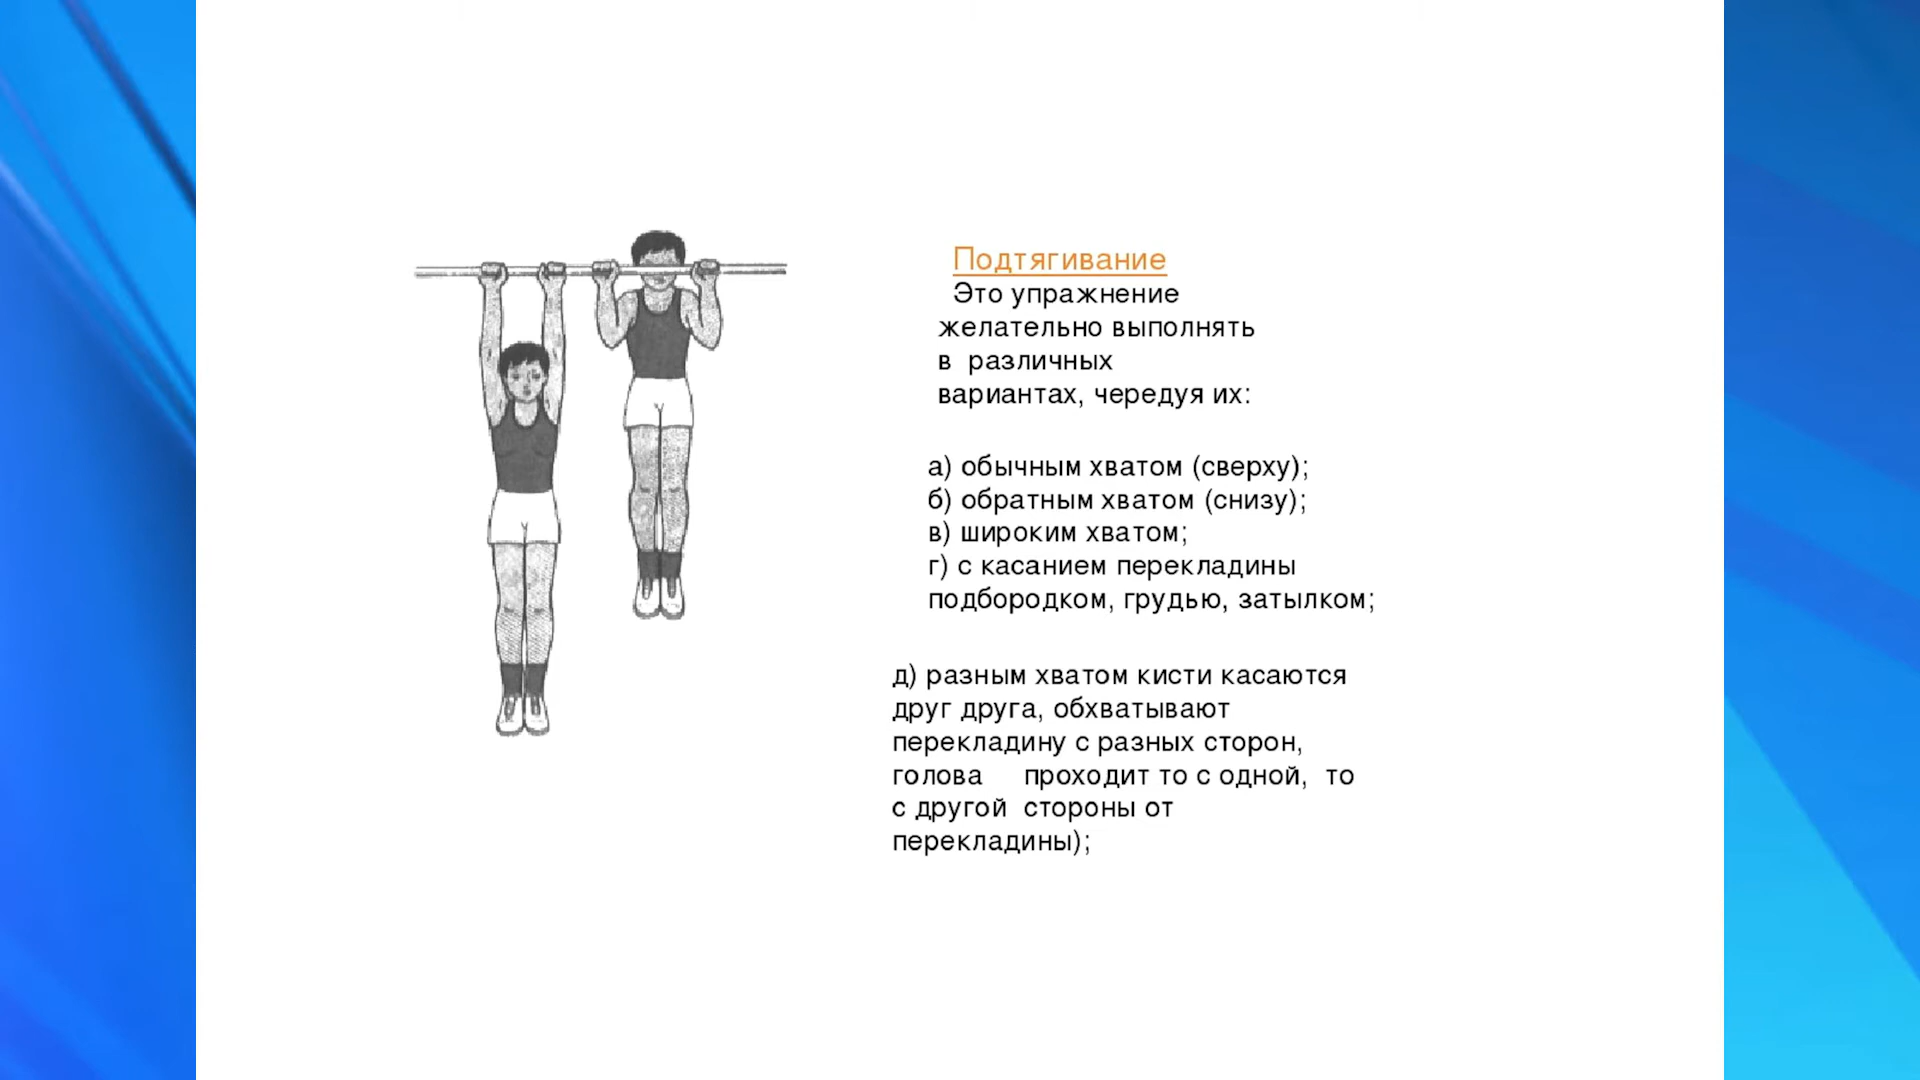 Подтягивание
Это упражнение
желательно выполнять
в различных
вариантах, чередуя их:
а) обычным хватом (сверху);
б) обратным хватом (снизу);
в) широким хватом;
г) с касанием перекладины
подбородком, грудью, затылком;
д) разным хватом кисти касаются
друг друга, обхватывают
перекладину с разных сторон,
голова проходит то с одной, то
с другой стороны от
перекладины);